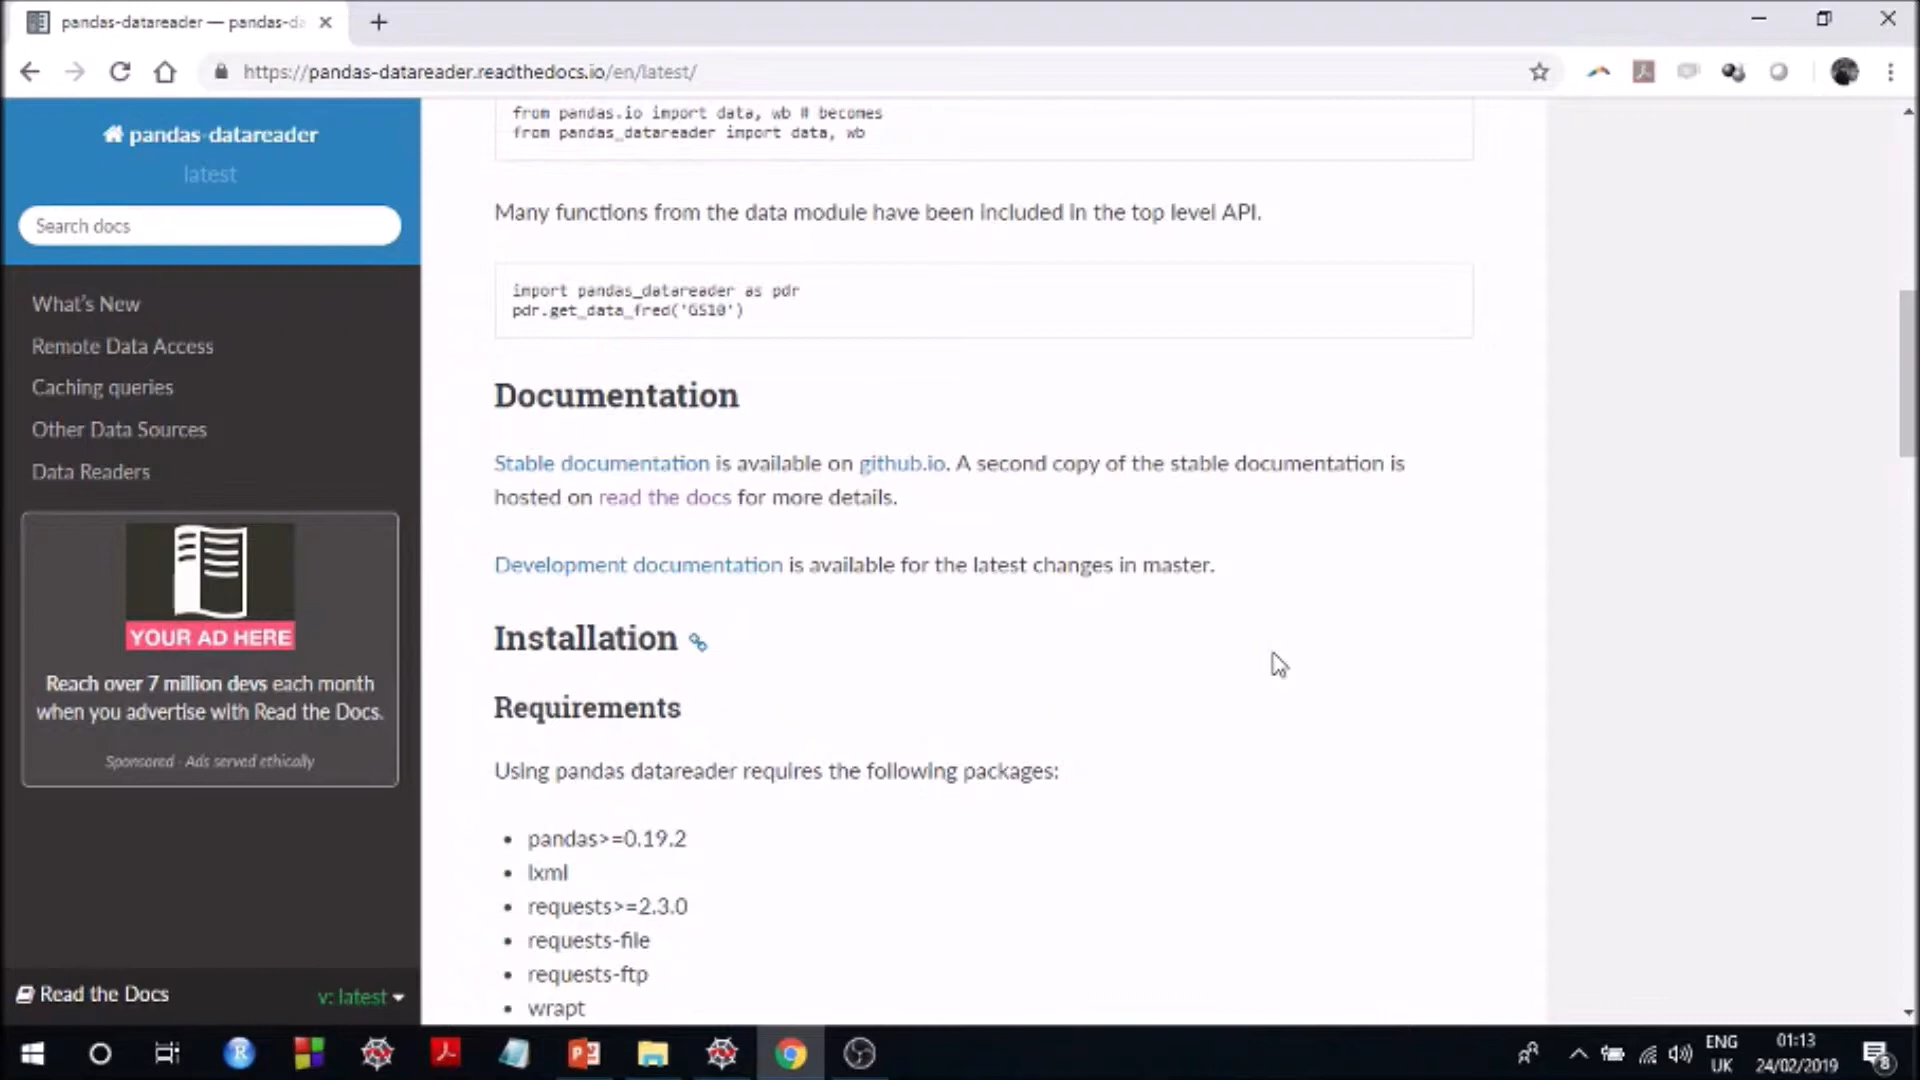 pandas-datareader — pandas-da
https://pandas-datareader.readthedocs.io/en/latest/
pandas-datareader
latest
Search docs
What's New
Remote Data Access
Caching queries
Other Data Sources
Data Readers
YOUR AD HERE
Reach over 7 million devs each month
when you advertise with Read the Docs.
Sponsored · Ads served ethically
Read the Docs
v: latest
from pandas.io import data, wb # becomes
from pandas_datareader import data, wb
Many functions from the data module have been included in the top level API.
import pandas_datareader as pdr
pdr.get_data_fred('GS10')
Documentation
Stable documentation is available on github.io. A second copy of the stable documentation is
hosted on read the docs for more details.
Development documentation is available for the latest changes in master.
Installation
Requirements
Using pandas datareader requires the following packages:
pandas>=0.19.2
lxml
requests>=2.3.0
requests-file
requests-ftp
wrapt
ENG
UK
01:13
24/02/2019
8